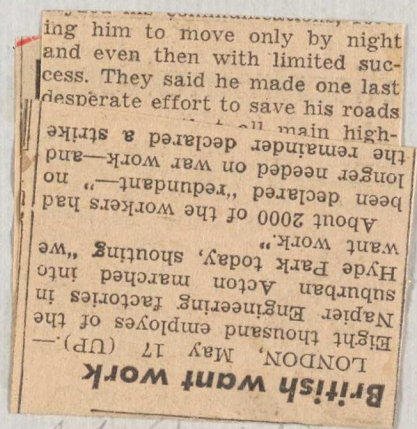 ing him to move only by night
and even then with limited suc-
cess. They said he made one last
desperate effort to save his roads
all main high-
British want work
LONDON, May 17 (UP).—
Eight thousand employes of the
Napier Engineering factories in
suburban Acton marched into
Hyde Park today, shouting "we
want work."
About 2000 of the workers had
been declared "redundant—" no
longer needed on war work—and
the remainder declared a strike